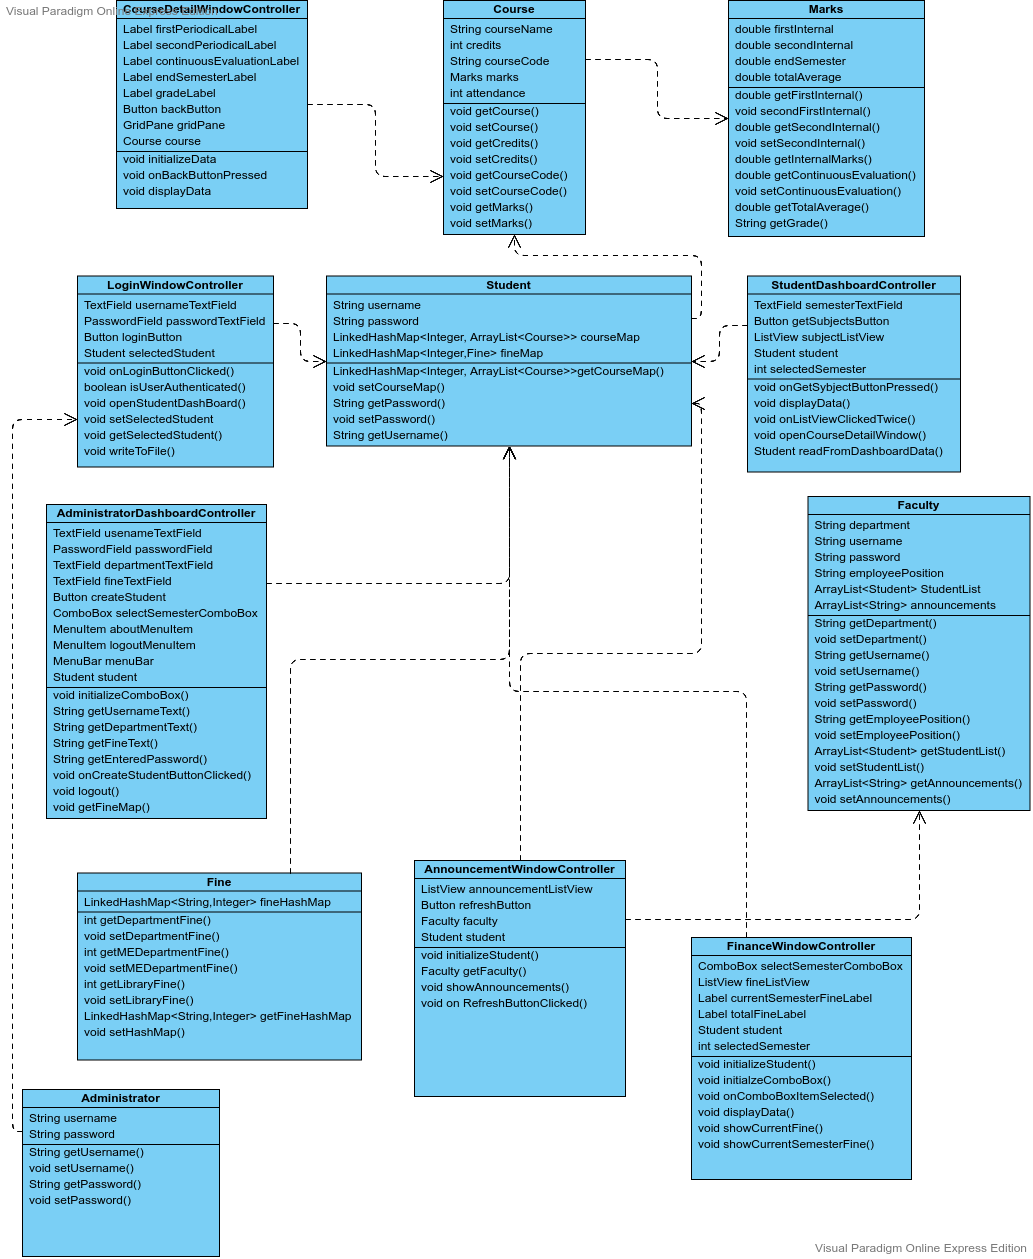 Visual Paradigm Online Express Edition
CourseDetailWindowController
Label firstPeriodicalLabel
Label secondPeriodicalLabel
Label continuousEvaluationLabel
Label endSemesterLabel
Label gradeLabel
Button backButton
GridPane gridPane
Course course
void initializeData
void onBackButtonPressed
void displayData
Course
String courseName
int credits
String courseCode
Marks marks
int attendance
void getCourse()
void setCourse()
void getCredits()
void setCredits()
void getCourseCode()
void setCourseCode()
void getMarks()
void setMarks()
Marks
double firstInternal
double secondInternal
double endSemester
double totalAverage
double getFirstInternal()
void secondFirstInternal()
double getSecondInternal()
void setSecondInternal()
double getInternalMarks()
double getContinuousEvaluation()
void setContinuousEvaluation()
double getTotalAverage()
String getGrade()
LoginWindowController
TextField usernameTextField
PasswordField passwordTextField
Button loginButton
Student selectedStudent
void onLoginButtonClicked()
boolean isUserAuthenticated()
void openStudentDashBoard()
void setSelectedStudent
void getSelectedStudent()
void writeToFile()
Student
String username
String password
LinkedHashMap<Integer, ArrayList<Course>> courseMap
LinkedHashMap<Integer,Fine> fineMap
LinkedHashMap<Integer, ArrayList<Course>>getCourseMap()
void setCourseMap()
String getPassword()
void setPassword()
String getUsername()
StudentDashboardController
TextField semesterTextField
Button getSubjectsButton
ListView subjectListView
Student student
int selectedSemester
void onGetSybjectButtonPressed()
void displayData()
void onListViewClickedTwice()
void openCourseDetailWindow()
Student readFromDashboardData()
AdministratorDashboardController
TextField usenameTextField
PasswordField passwordField
TextField departmentTextField
TextField fineTextField
Button createStudent
ComboBox selectSemesterComboBox
MenuItem aboutMenuItem
MenuItem logoutMenuItem
MenuBar menuBar
Student student
void initializeComboBox()
String getUsernameText()
String getDepartmentText()
String getFineText()
String getEnteredPassword()
void onCreateStudentButtonClicked()
void logout()
void getFineMap()
Faculty
String department
String username
String password
String employeePosition
ArrayList<Student> StudentList
ArrayList<String> announcements
String getDepartment()
void setDepartment()
String getUsername()
void setUsername()
String getPassword()
void setPassword()
String getEmployeePosition()
void setEmployeePosition()
ArrayList<Student> getStudentList()
void setStudentList()
ArrayList<String> getAnnouncements()
void setAnnouncements()
Fine
LinkedHashMap<String,Integer> fineHashMap
int getDepartmentFine()
void setDepartmentFine()
int getMEDepartmentFine()
void setMEDepartmentFine()
int getLibraryFine()
void setLibraryFine()
LinkedHashMap<String,Integer> getFineHashMap
void setHashMap()
AnnouncementWindowController
ListView announcementListView
Button refreshButton
Faculty faculty
Student student
void initializeStudent()
Faculty getFaculty()
void showAnnouncements()
void on RefreshButtonClicked()
FinanceWindowController
ComboBox selectSemesterComboBox
ListView fineListView
Label currentSemesterFineLabel
Label totalFineLabel
Student student
int selectedSemester
void initializeStudent()
void initialzeComboBox()
void onComboBoxItemSelected()
void displayData()
void showCurrentFine()
void showCurrentSemesterFine()
Administrator
String username
String password
String getUsername()
void setUsername()
String getPassword()
void setPassword()
Visual Paradigm Online Express Edition